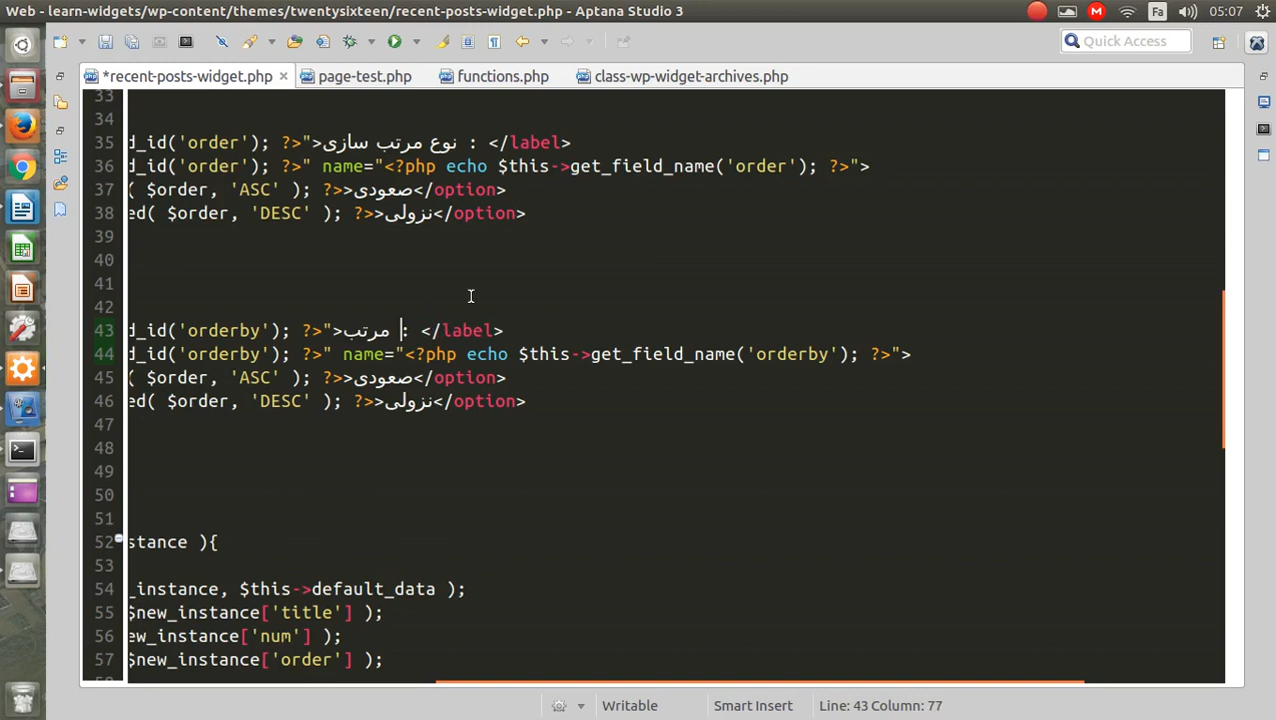 Web - learn-widgets/wp-content/themes/twentysixteen/recent-posts-widget.php - Aptana Studio 3
Fa
05:07
Quick Access
*recent-posts-widget.php
page-test.php
functions.php
class-wp-widget-archives.php
33
34
35 d_id('order'); ?>">نوع مرتب سازی : </label>
36 d_id('order'); ?>" name="<?php echo $this->get_field_name('order'); ?>">
37 ( $order, 'ASC' ); ?>>صعودی</option>
38 ed( $order, 'DESC' ); ?>>نزولی</option>
39
40
41
42
43 d_id('orderby'); ?>">مرتب : </label>
44 d_id('orderby'); ?>" name="<?php echo $this->get_field_name('orderby'); ?>">
45 ( $order, 'ASC' ); ?>>صعودی</option>
46 ed( $order, 'DESC' ); ?>>نزولی</option>
47
48
49
50
51
52 stance ){
53
54 _instance, $this->default_data );
55 $new_instance['title'] );
56 ew_instance['num'] );
57 $new_instance['order'] );
Writable
Smart Insert
Line: 43 Column: 77